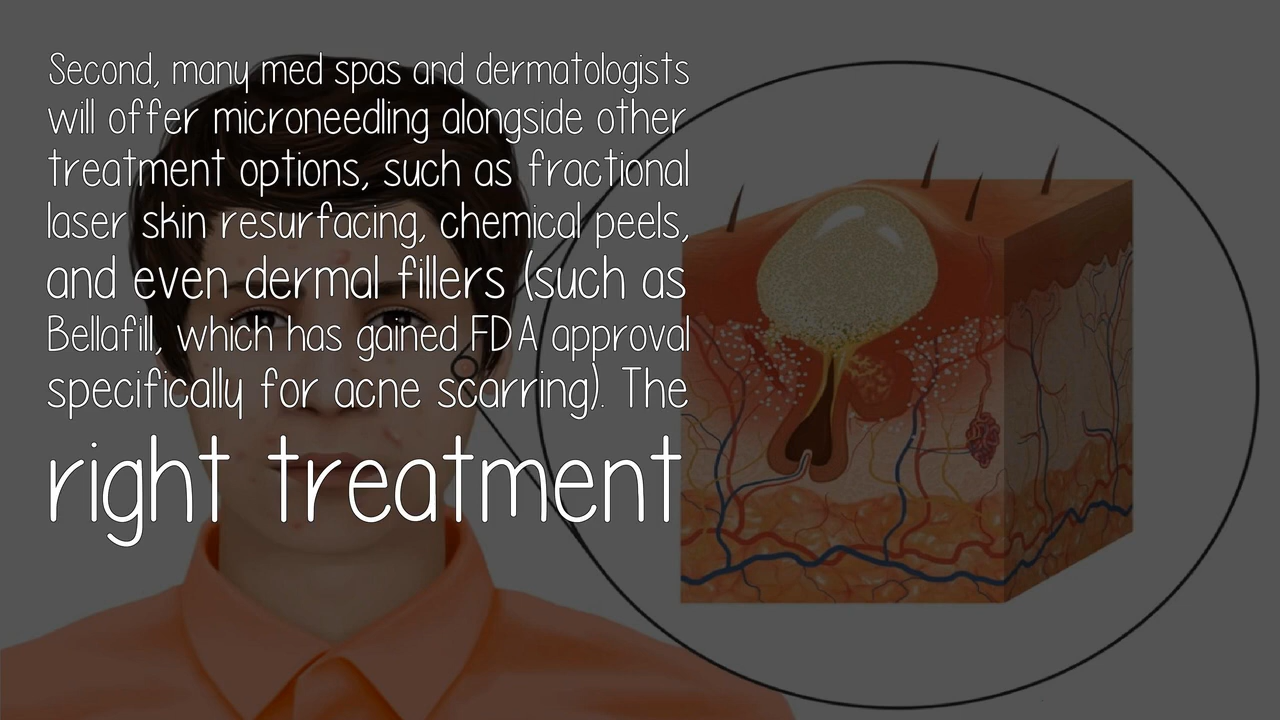 Second, many med spas and dermatologists
will offer microneedling alongside other
treatment options, such as fractional
laser skin resurfacing, chemical peels,
and even dermal fillers (such as
Bellafill, which has gained FDA approval
specifically for acne scarring). The
right treatment